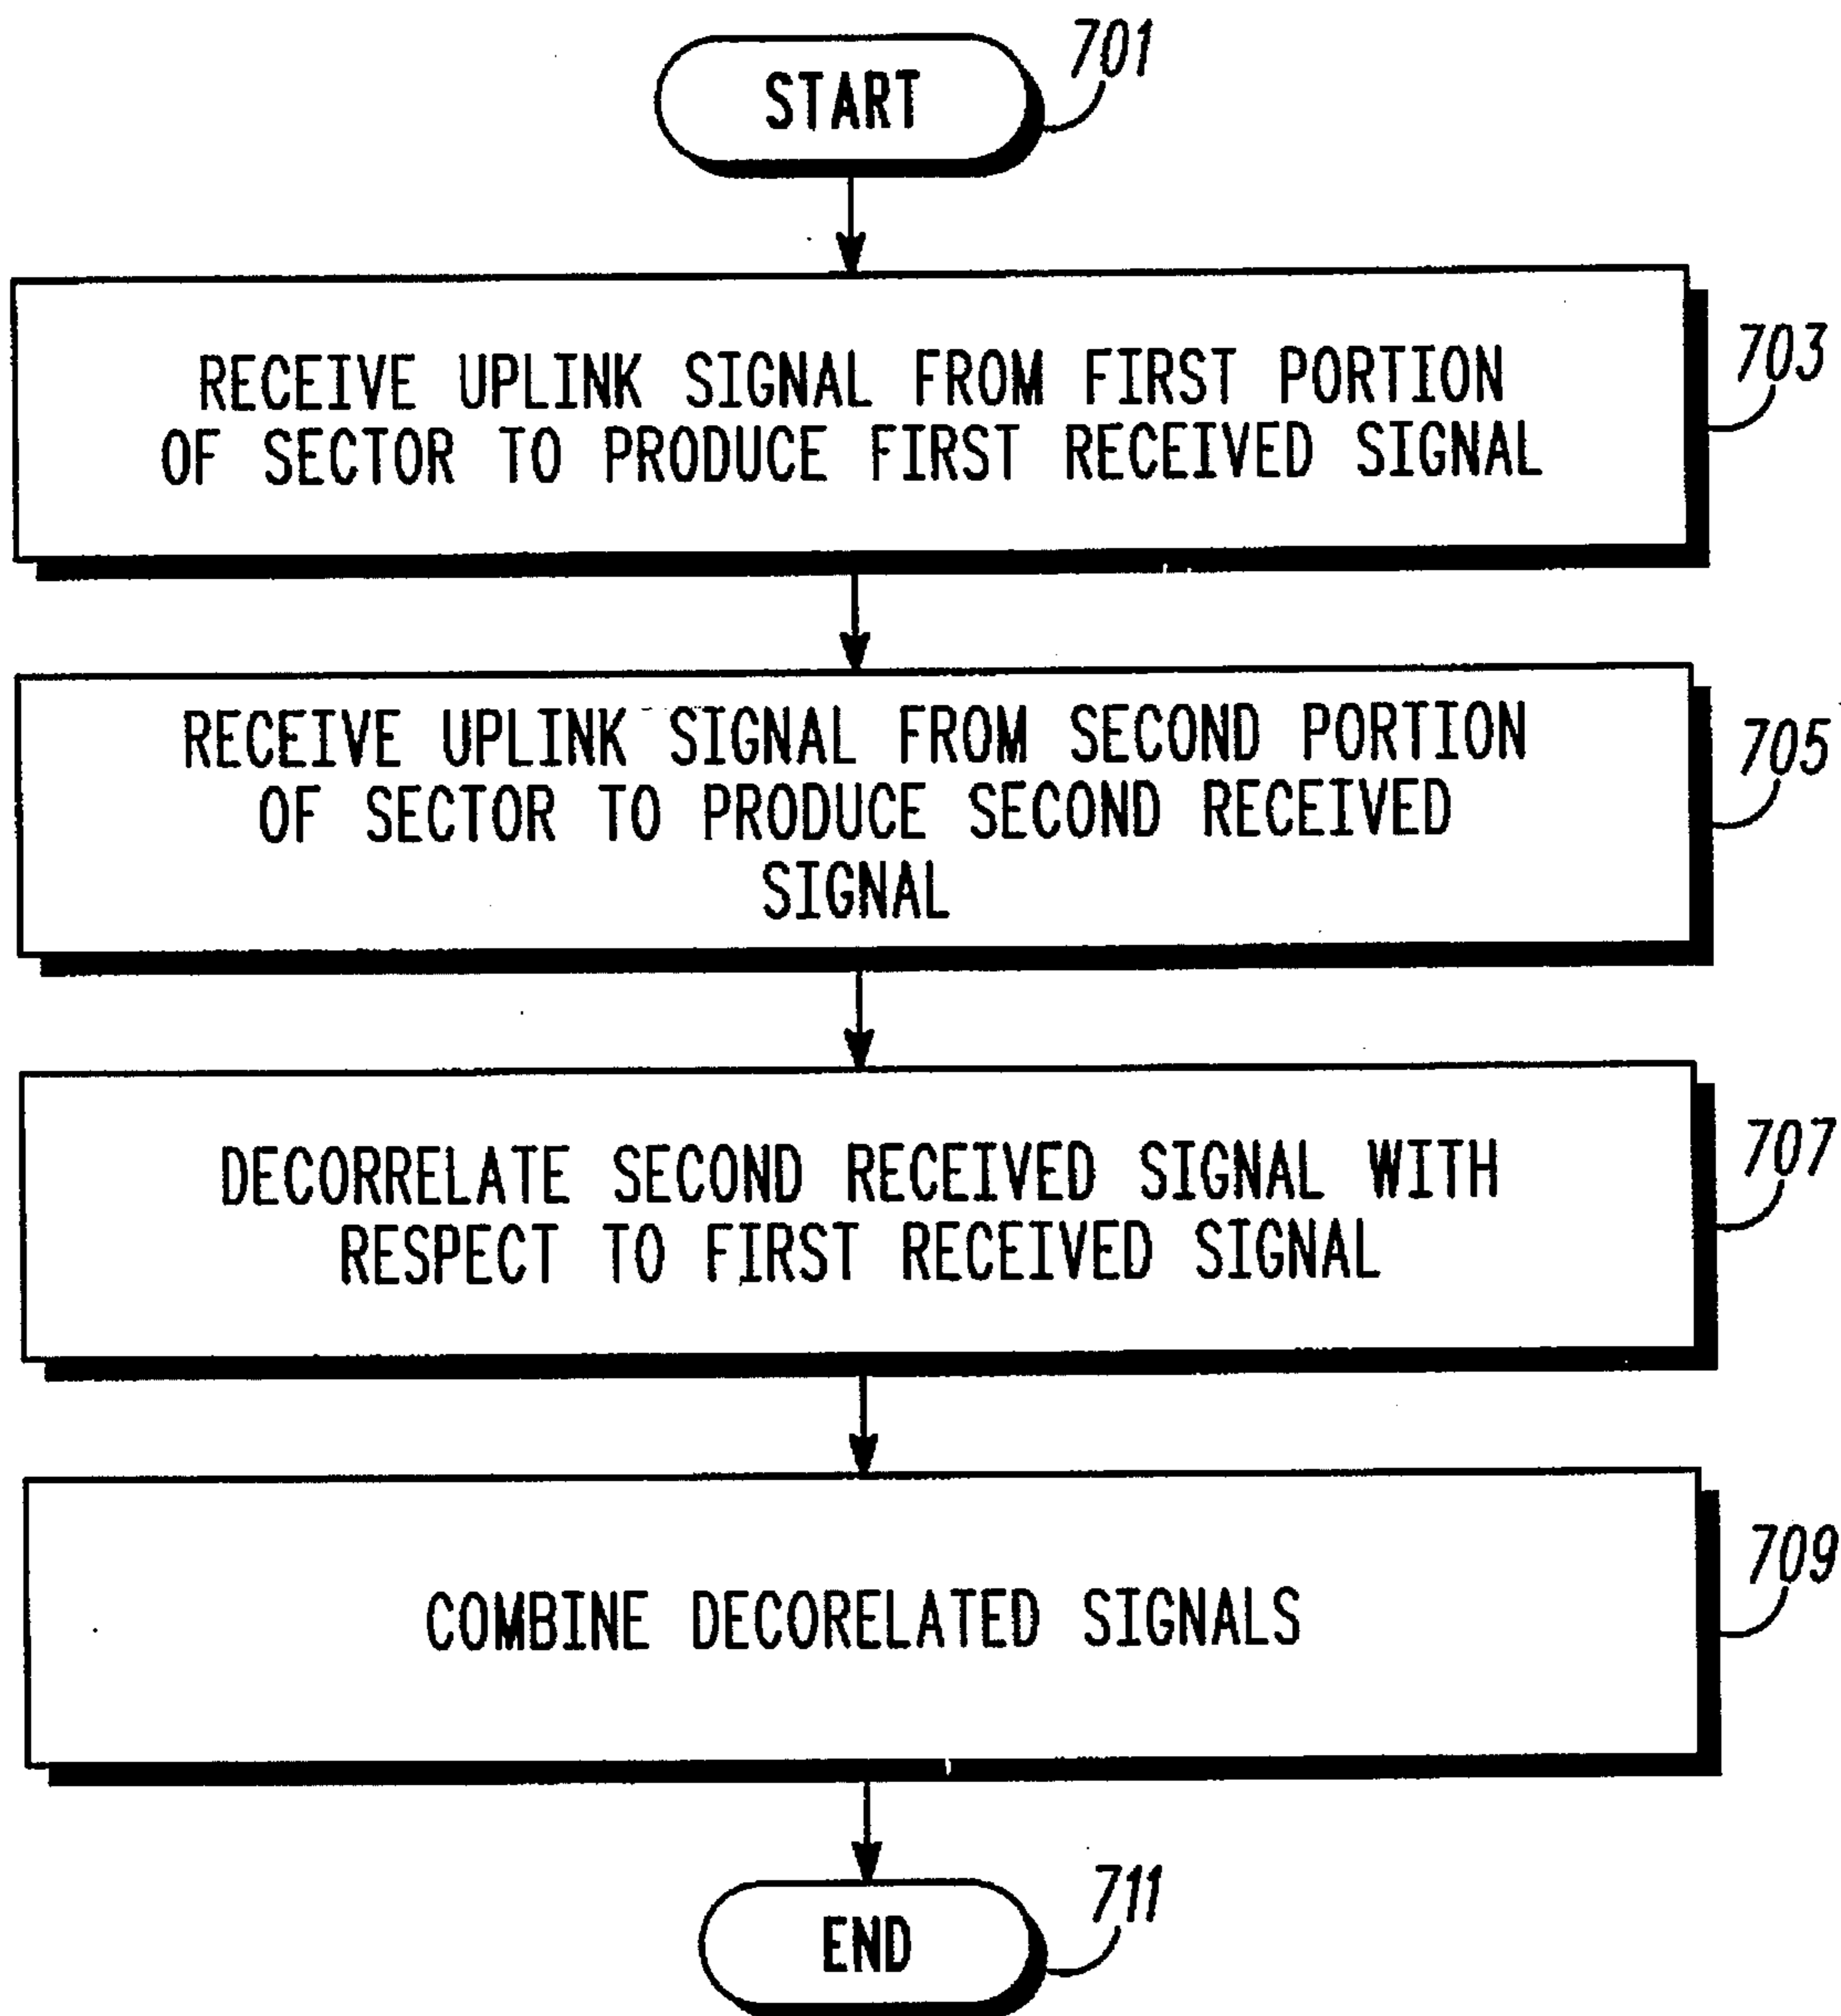 START
701
RECEIVE UPLINK SIGNAL FROM FIRST PORTION
OF SECTOR TO PRODUCE FIRST RECEIVED SIGNAL
703
RECEIVE UPLINK SIGNAL FROM SECOND PORTION
OF SECTOR TO PRODUCE SECOND RECEIVED
SIGNAL
705
DECORRELATE SECOND RECEIVED SIGNAL WITH
RESPECT TO FIRST RECEIVED SIGNAL
707
COMBINE DECORELATED SIGNALS
709
END
711